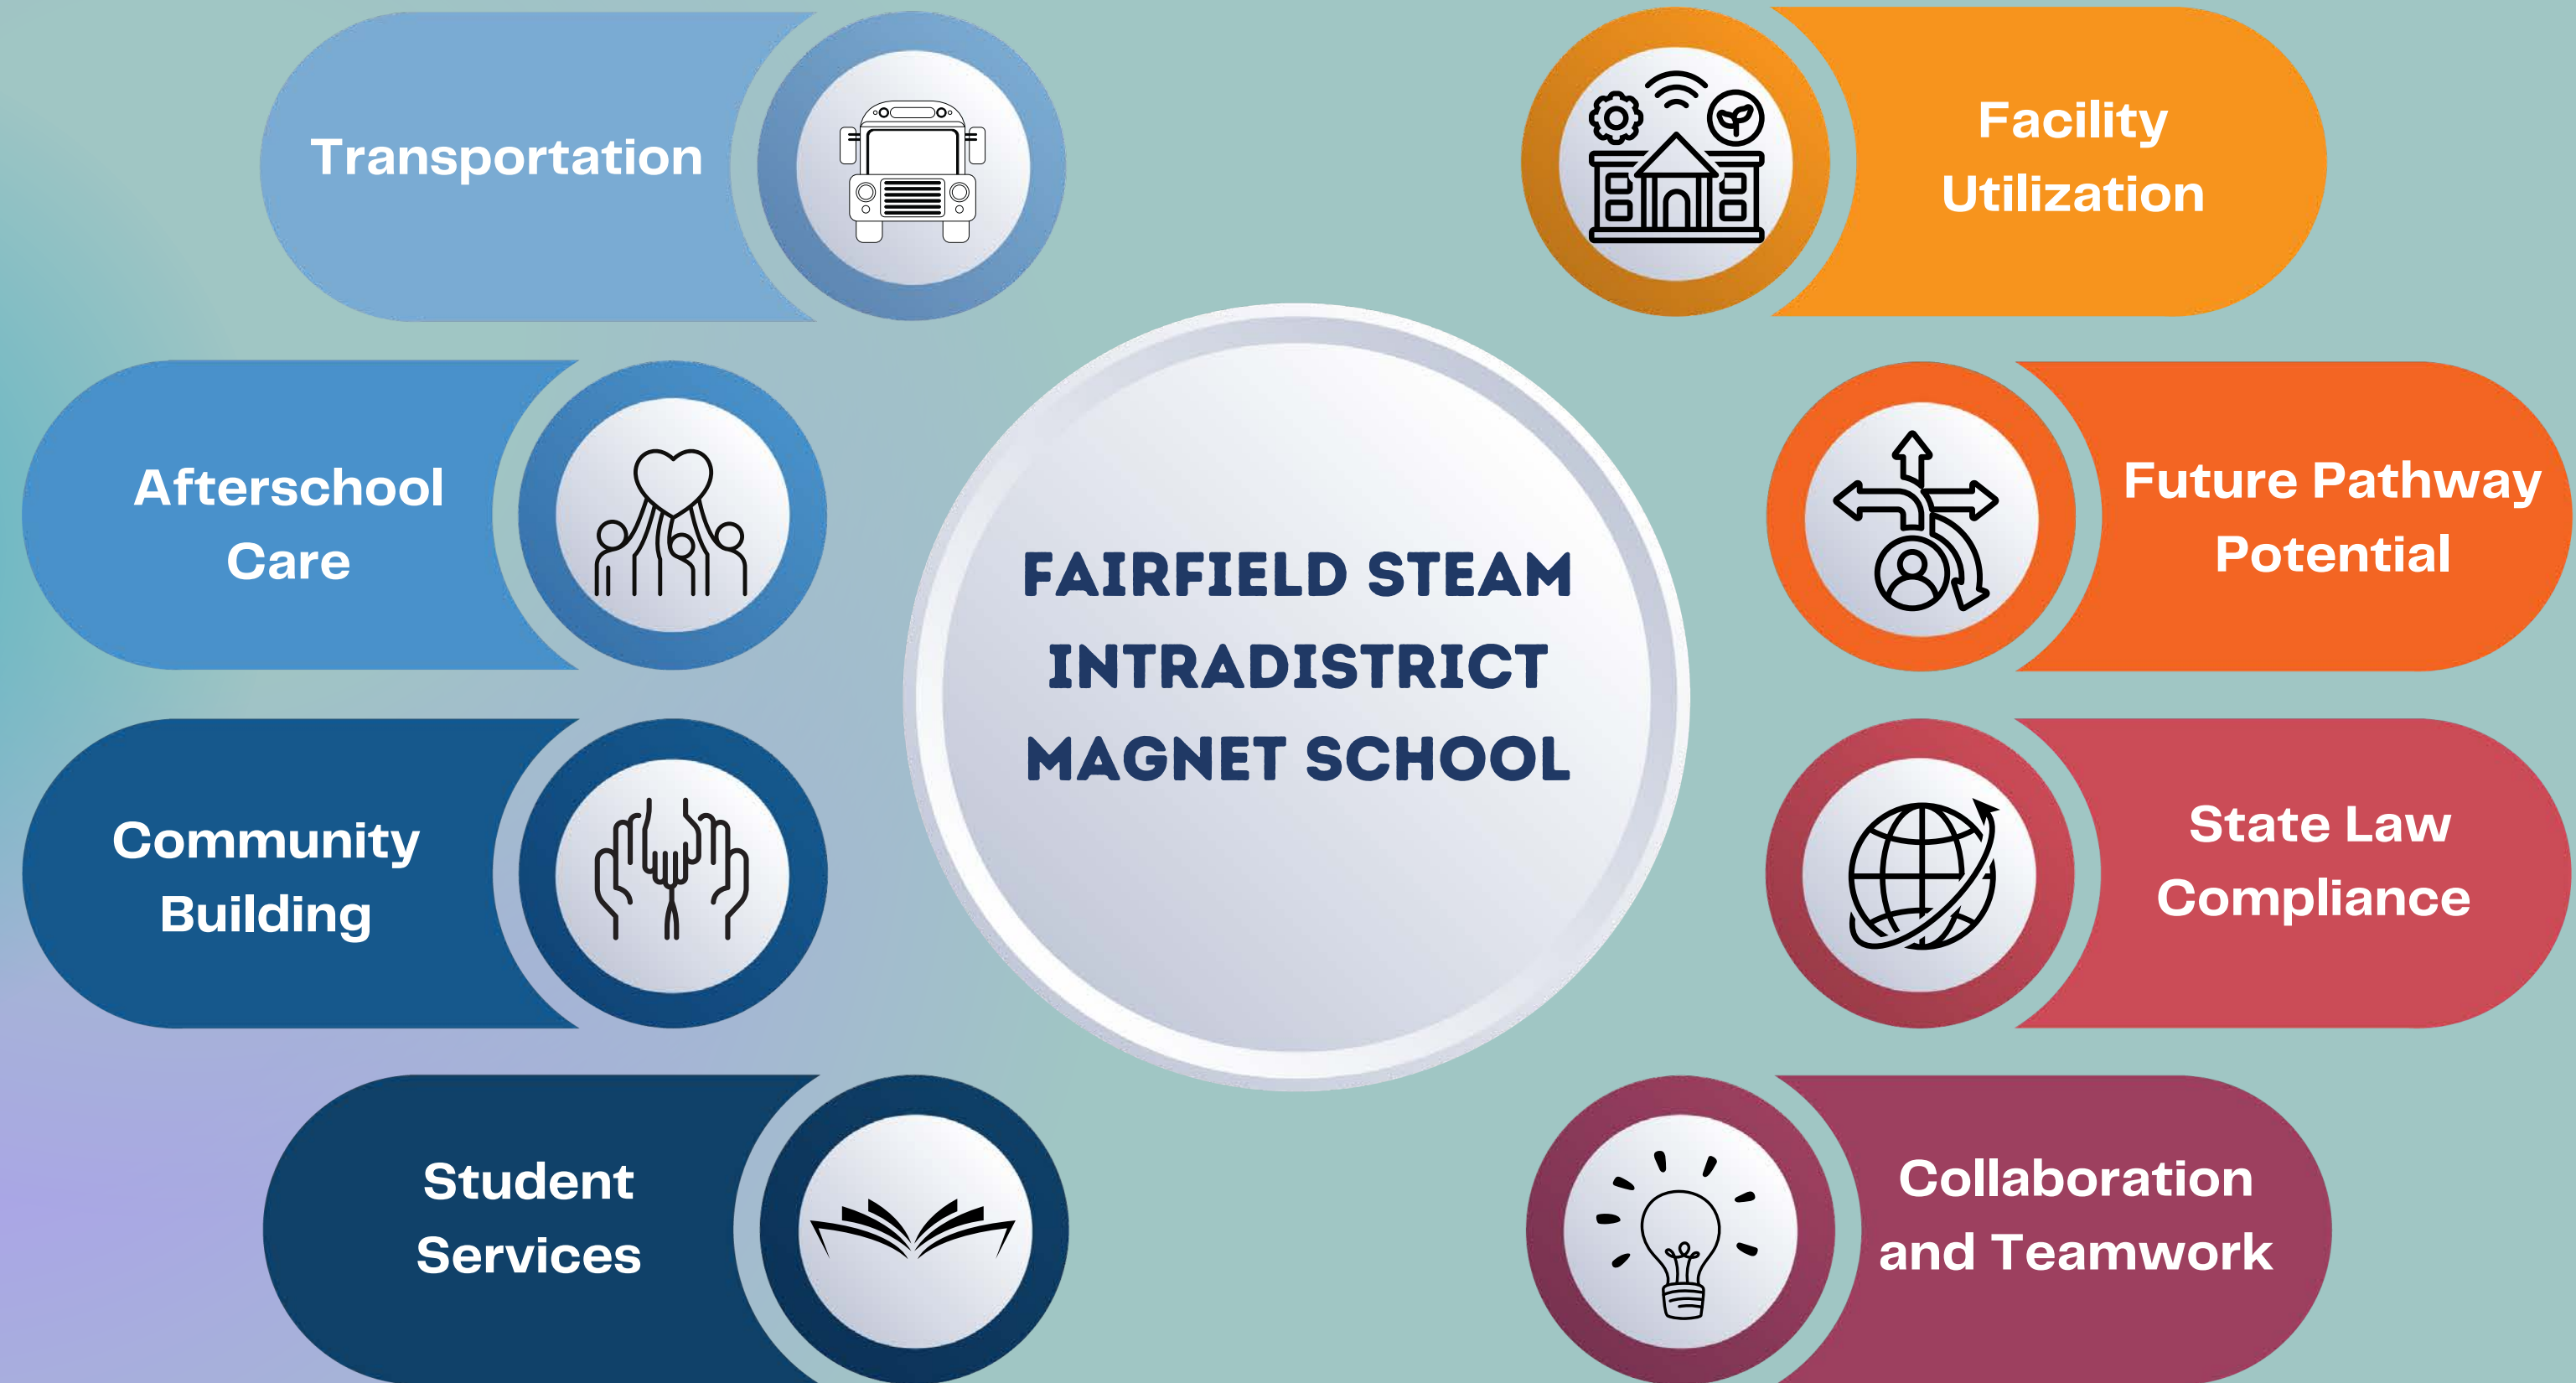 Transportation
Afterschool
Care
Community
Building
Student
Services
FAIRFIELD STEAM
INTRADISTRICT
MAGNET SCHOOL
Facility
Utilization
Future Pathway
Potential
State Law
Compliance
Collaboration
and Teamwork